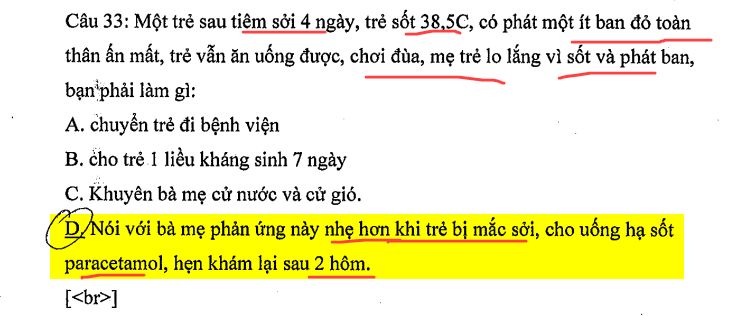 Câu 33: Một trẻ sau tiêm sởi 4 ngày, trẻ sốt 38,5C, có phát một ít ban đỏ toàn
thân ấn mất, trẻ vẫn ăn uống được, chơi đùa, mẹ trẻ lo lắng vì sốt và phát ban,
bạn phải làm gì:
A. chuyển trẻ đi bệnh viện
B. cho trẻ 1 liều kháng sinh 7 ngày
C. Khuyên bà mẹ cử nước và cử gió.
D. Nói với bà mẹ phản ứng này nhẹ hơn khi trẻ bị mắc sởi, cho uống hạ sốt
paracetamol, hẹn khám lại sau 2 hôm.
[<br>]